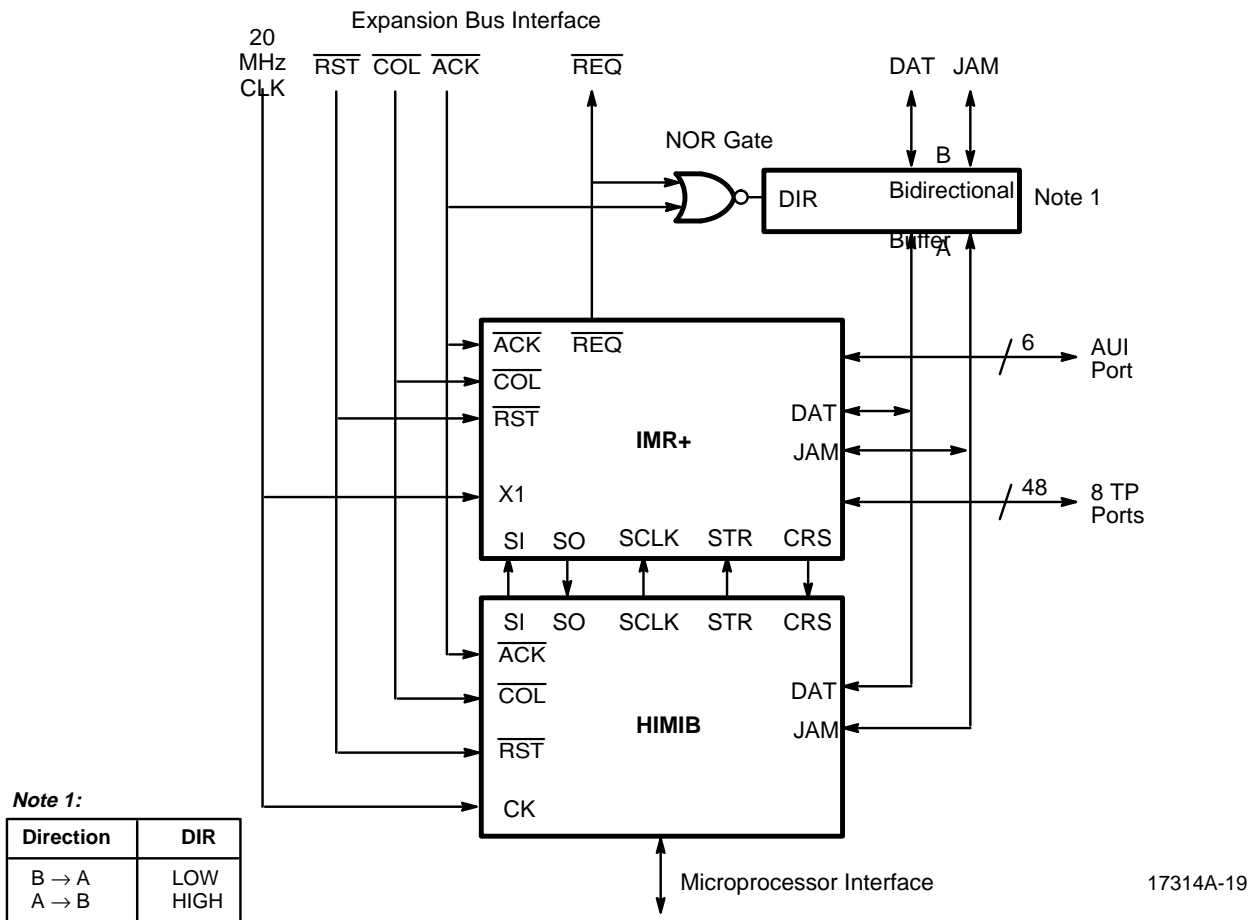 Expansion Bus Interface
20
MHz
CLK
RST COL ACK REQ DAT JAM
NOR Gate
B
DIR Bidirectional Note 1
Buffer
A
ACK REQ
COL
RST
X1
IMR+
DAT
JAM
6 AUI
Port
48 8 TP
Ports
SI SO SCLK STR CRS
SI SO SCLK STR CRS
ACK
COL
RST
CK
HIMIB
DAT
JAM
Note 1:
Direction DIR
B → A LOW
A → B HIGH
Microprocessor Interface
17314A-19